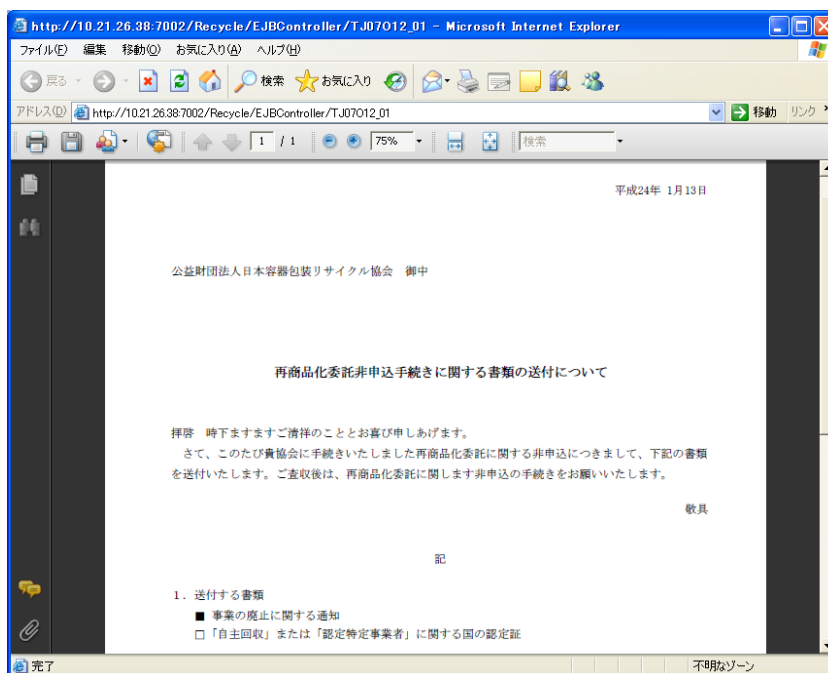 http://10.21.26.38:7002/Recycle/EJBController/TJ07O12_01 - Microsoft Internet Explorer
ファイル(F) 編集 移動(O) お気に入り(A) ヘルプ(H)
戻る 検索 お気に入り
アドレス(D) http://10.21.26.38:7002/Recycle/EJBController/TJ07O12_01 移動 リンク »
1 / 1 75% 検索
平成24年 1月13日
公益財団法人日本容器包装リサイクル協会 御中
再商品化委託非申込手続きに関する書類の送付について
拝啓 時下ますますご清祥のこととお喜び申しあげます。
さて、このたび貴協会に手続きいたしました再商品化委託に関する非申込につきまして、下記の書類
を送付いたします。ご査収後は、再商品化委託に関します非申込の手続きをお願いいたします。
敬具
記
1．送付する書類
■ 事業の廃止に関する通知
□「自主回収」または「認定特定事業者」に関する国の認定証
完了 不明なゾーン